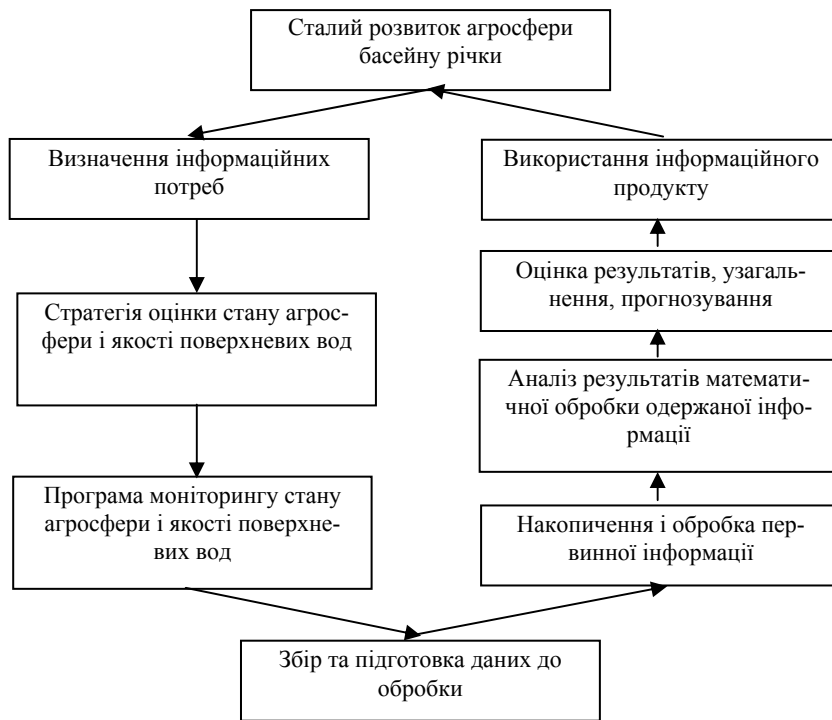 Сталий розвиток агросфери
басейну річки
Визначення інформаційних
потреб
Стратегія оцінки стану агрос-
фери і якості поверхневих вод
Програма моніторингу стану
агросфери і якості поверхне-
вих вод
Збір та підготовка даних до
обробки
Накопичення і обробка пер-
винної інформації
Аналіз результатів математи-
чної обробки одержаної інфо-
рмації
Оцінка результатів, узагаль-
нення, прогнозування
Використання інформаційного
продукту